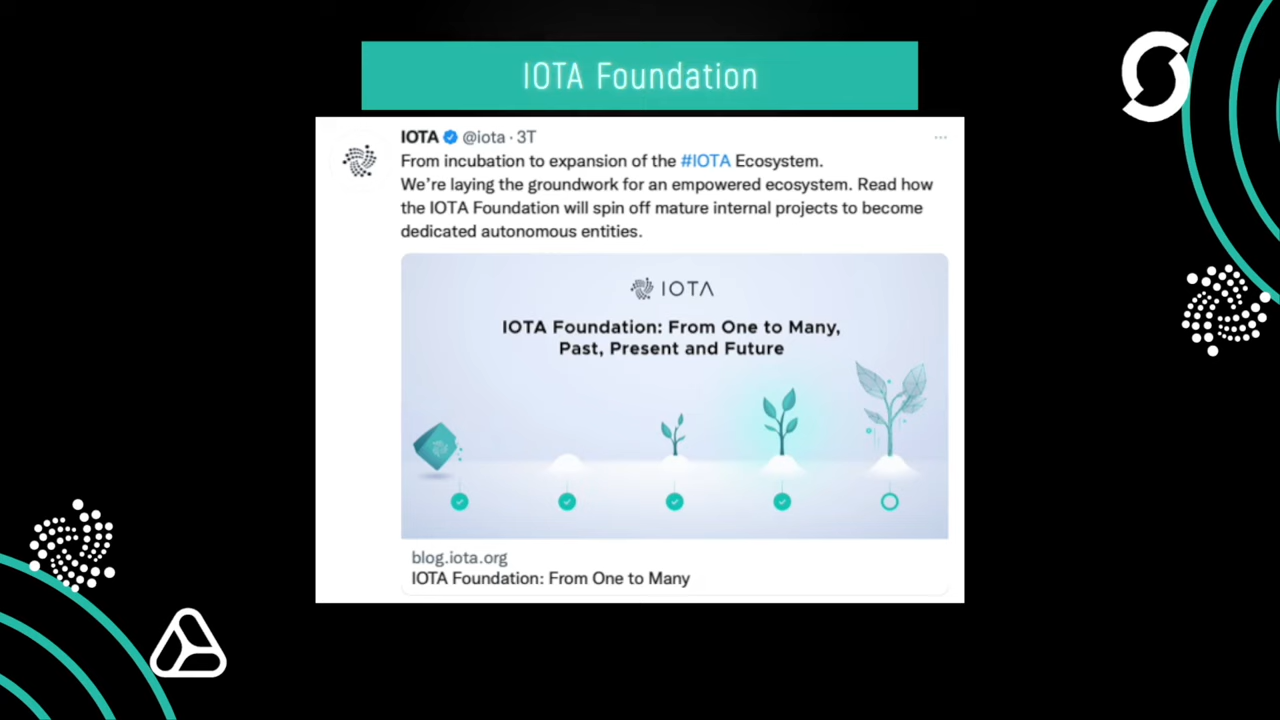 IOTA Foundation
IOTA @iota · 3T
From incubation to expansion of the #IOTA Ecosystem.
We're laying the groundwork for an empowered ecosystem. Read how
the IOTA Foundation will spin off mature internal projects to become
dedicated autonomous entities.
IOTA
IOTA Foundation: From One to Many,
Past, Present and Future
blog.iota.org
IOTA Foundation: From One to Many